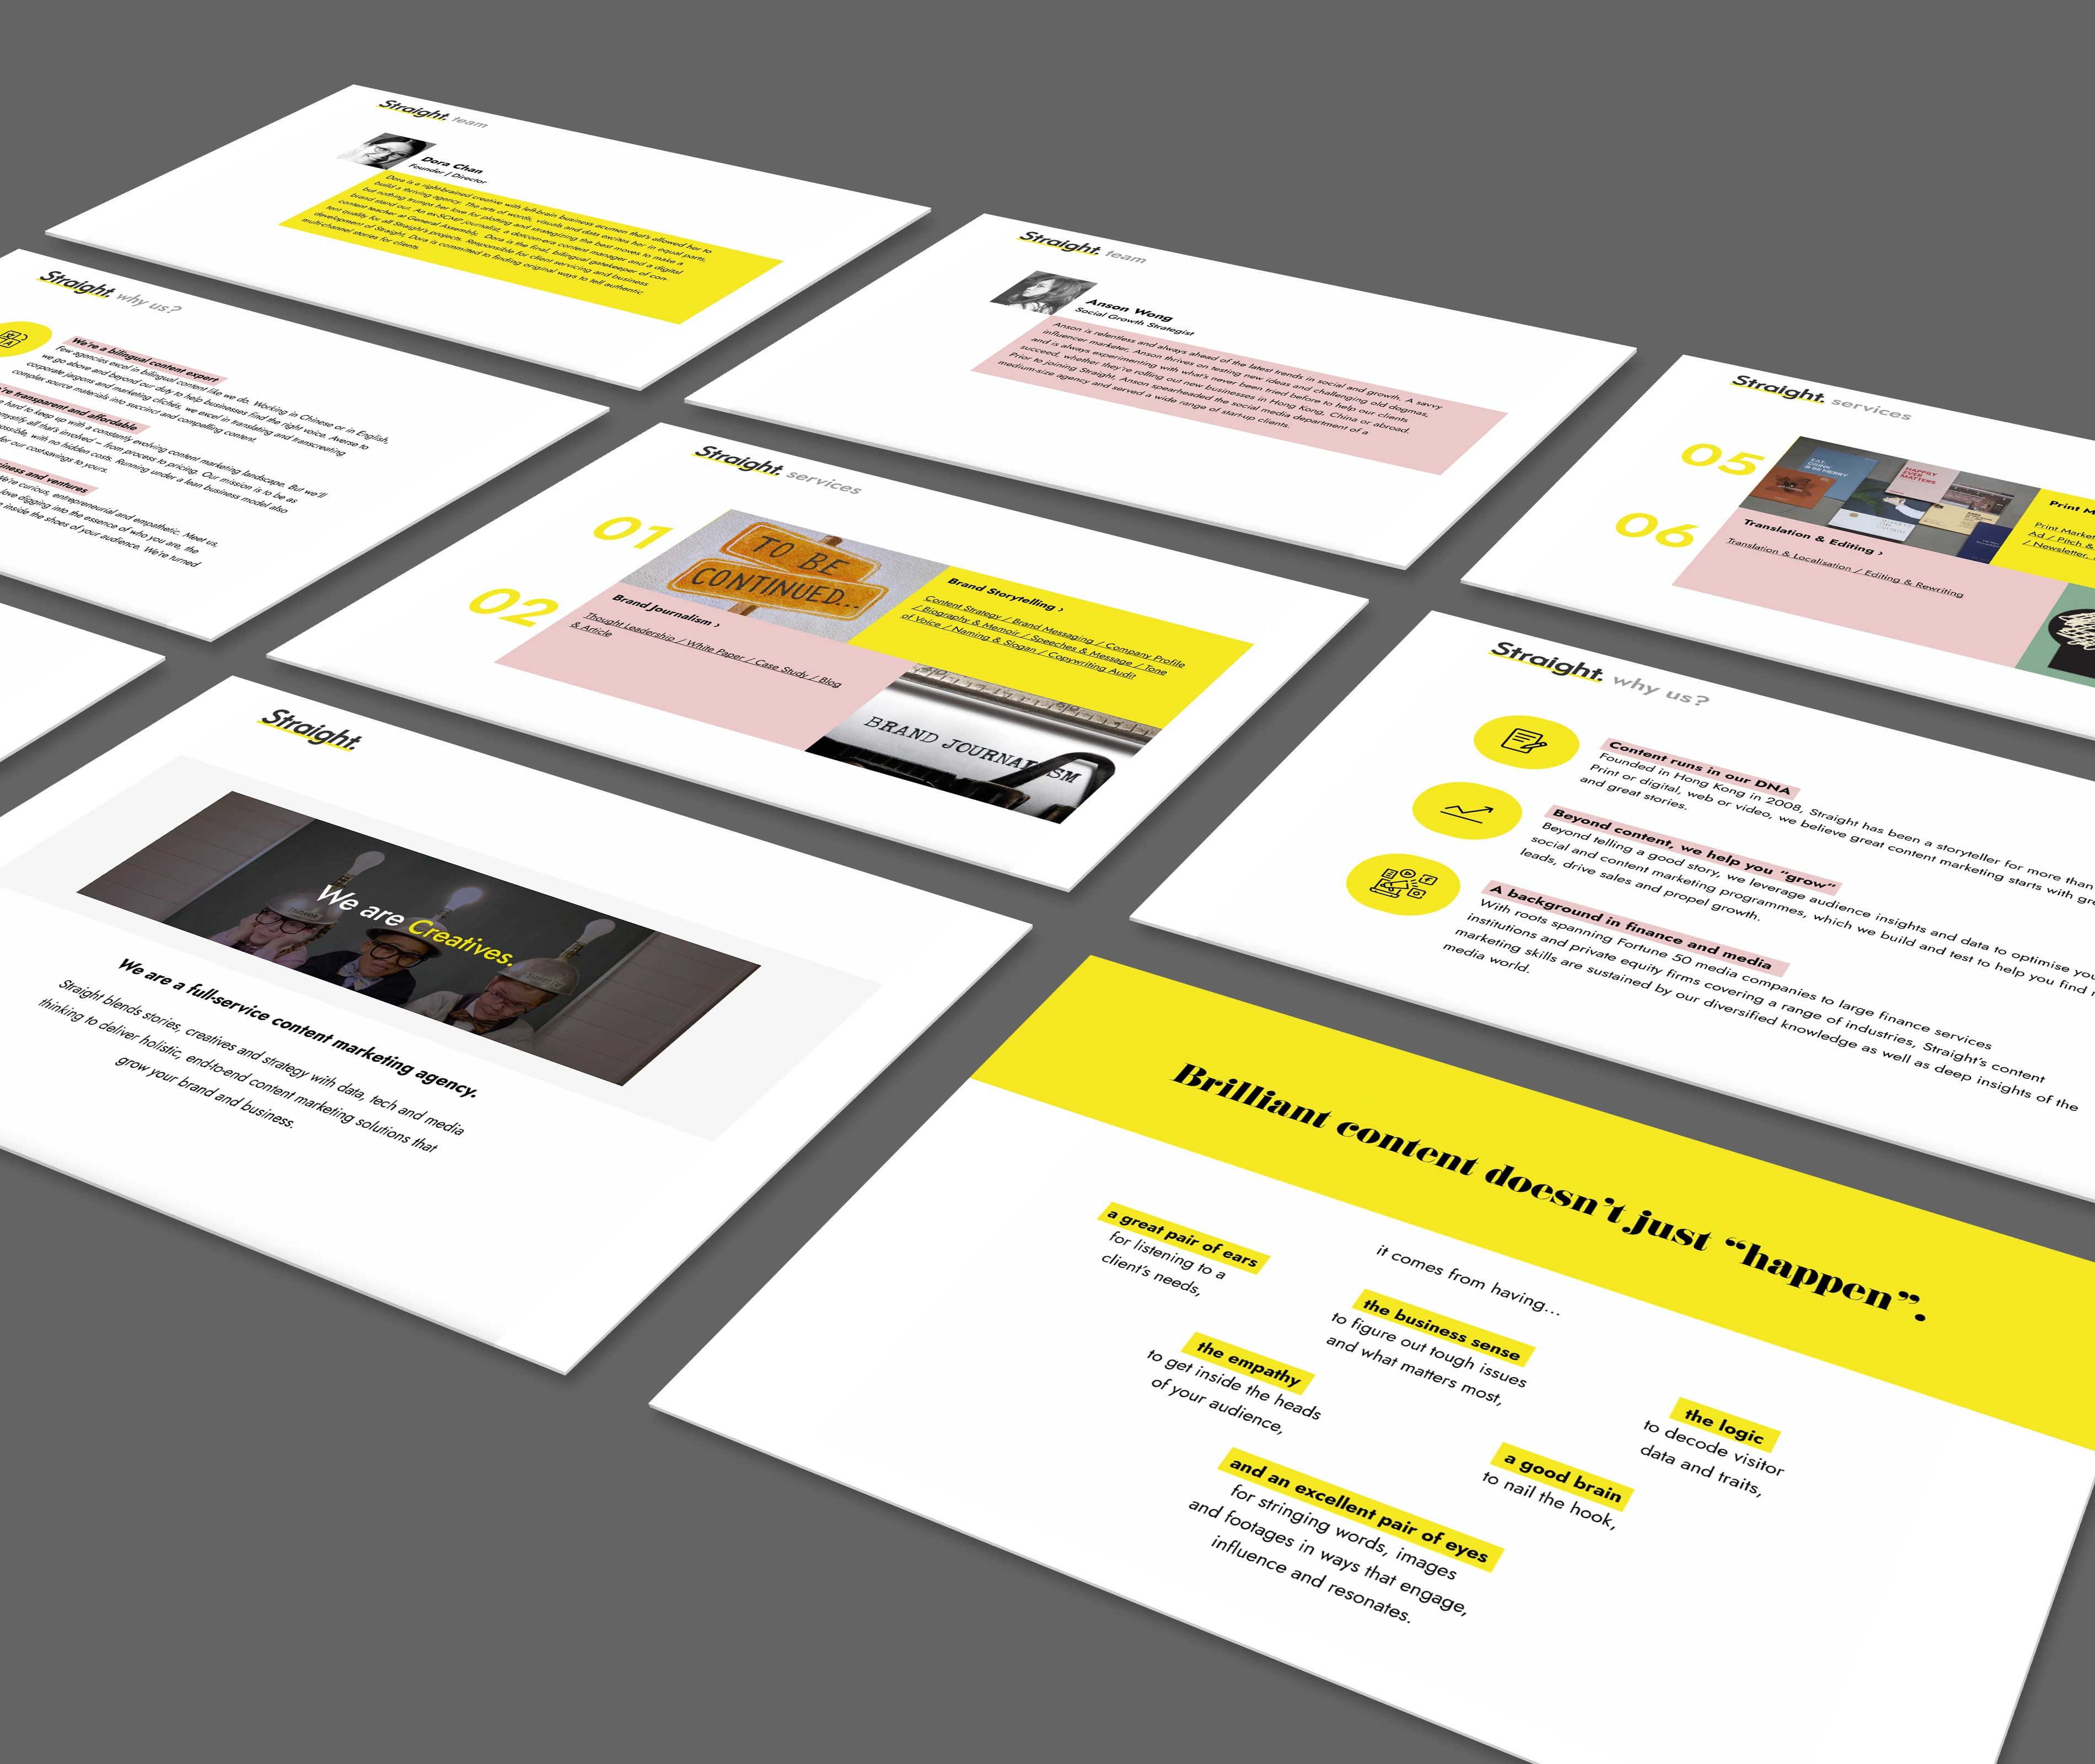 Straight. team
Dora Chan
Founder | Director
Dora is a right-brained creative with left-brain business acumen that's allowed her to
build a thriving agency. The arts of words, visuals and data excites her in equal parts,
but nothing trumps her love for plotting and strategizing the best moves to make a
brand stand out. An ex-SCMP journalist, a dotcom-era content manager and a digital
content teacher at General Assembly, Dora is the final, bilingual gatekeeper of con-
tent quality for all Straight's projects. Responsible for client servicing and business
development of Straight, Dora is committed to finding original ways to tell authentic
multichannel stories for clients.
Straight. team
Anson Wong
Social Growth Strategist
Anson is relentless and always ahead of the latest trends in social and growth. A savvy
influencer marketer, Anson thrives on testing new ideas and challenging old dogmas,
and is always experimenting with what's never been tried before to help our clients
succeed, whether they're rolling out new businesses in Hong Kong, China or abroad.
Prior to joining Straight, Anson spearheaded the social media department of a
medium-size agency and served a wide range of start-up clients.
Straight. services
05
EAT,
DRINK
& BE MERRY
HAPPILY
EVER
MATTERS
Print M
Print Market
Ad / Pitch &
/ Newsletter,
06
Translation & Editing ›
Translation & Localisation / Editing & Rewriting
Straight. why us?
We're a bilingual content expert
Few agencies excel in bilingual content like we do. Working in Chinese or in English,
we go above and beyond our duty to help businesses find the right voice. Averse to
corporate jargons and marketing clichés, we excel in translating and transcreating
complex source materials into succinct and compelling content.
're transparent and affordable
hard to keep up with a constantly evolving content marketing landscape. But we'll
mystify all that's involved – from process to pricing. Our mission is to be as
possible, with no hidden costs. Running under a lean business model also
fer our cost-savings to yours.
iness and ventures
We're curious, entrepreneurial and empathetic. Meet us,
love digging into the essence of who you are, the
inside the shoes of your audience. We're turned
Straight. services
01
TO BE
CONTINUED...
Brand Storytelling ›
Content Strategy / Brand Messaging / Company Profile
/ Biography & Memoir / Speeches & Message / Tone
of Voice / Naming & Slogan / Copywriting Audit
02
Brand Journalism ›
Thought Leadership / White Paper / Case Study / Blog
& Article
BRAND JOURNALISM
Straight. why us?
Content runs in our DNA
Founded in Hong Kong in 2008, Straight has been a storyteller for more than
Print or digital, web or video, we believe great content marketing starts with gre
and great stories.
Beyond content, we help you “grow”
Beyond telling a good story, we leverage audience insights and data to optimise you
social and content marketing programmes, which we build and test to help you find
leads, drive sales and propel growth.
A background in finance and media
With roots spanning Fortune 50 media companies to large finance services
institutions and private equity firms covering a range of industries, Straight's content
marketing skills are sustained by our diversified knowledge as well as deep insights of the
media world.
Straight.
We are Creatives.
We are a full-service content marketing agency.
Straight blends stories, creatives and strategy with data, tech and media
thinking to deliver holistic, end-to-end content marketing solutions that
grow your brand and business.
Brilliant content doesn't just “happen”.
it comes from having...
a great pair of ears
for listening to a
client's needs,
the business sense
to figure out tough issues
and what matters most,
the empathy
to get inside the heads
of your audience,
the logic
to decode visitor
data and traits,
a good brain
to nail the hook,
and an excellent pair of eyes
for stringing words, images
and footages in ways that engage,
influence and resonates.